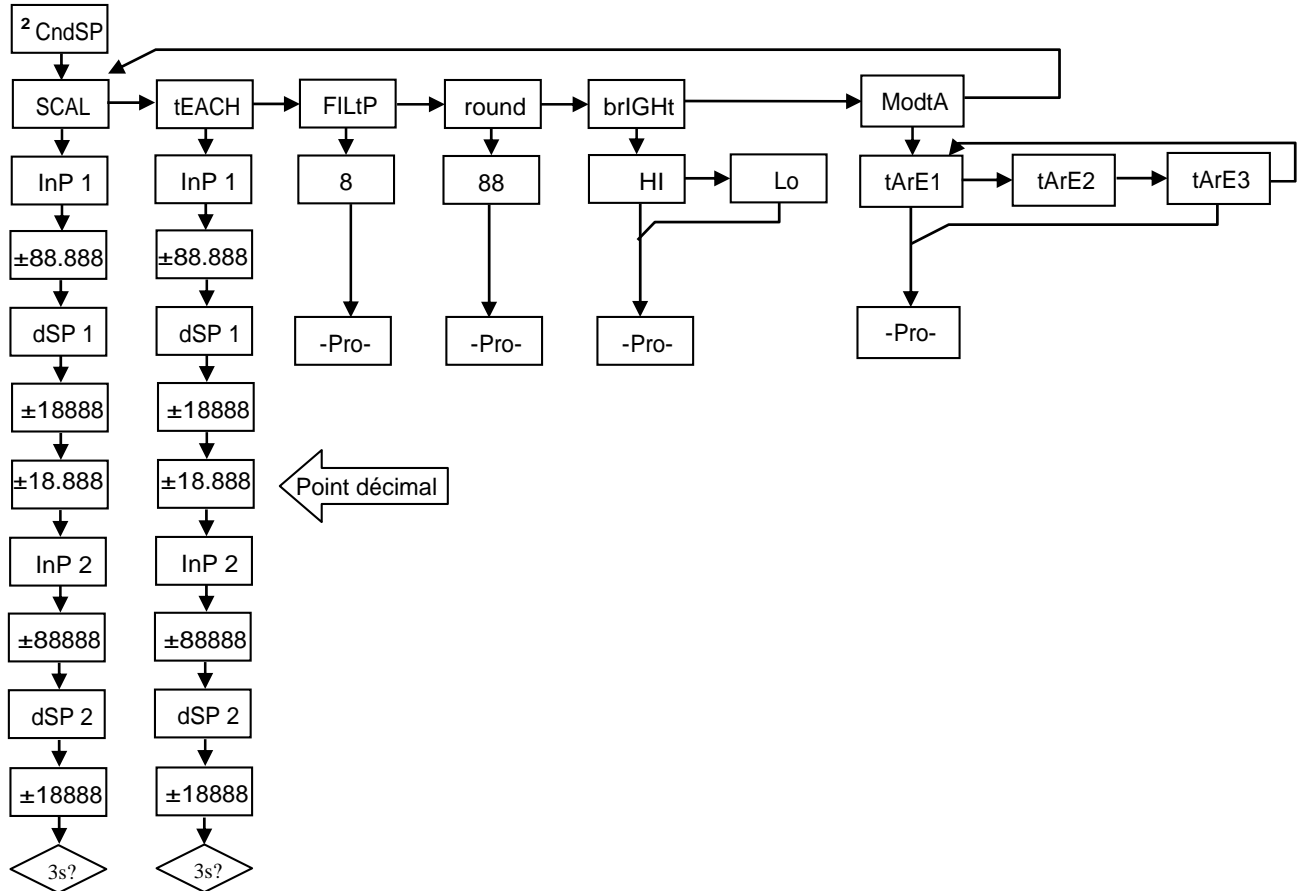 ² CndSP
SCAL tEACH FILtP round brIGHt ModtA
InP 1 InP 1 8 88 HI Lo tArE1 tArE2 tArE3
±88.888 ±88.888
dSP 1 dSP 1 -Pro- -Pro- -Pro- -Pro-
±18888 ±18888
±18.888 ±18.888 Point décimal
InP 2 InP 2
±88888 ±88888
dSP 2 dSP 2
±18888 ±18888
3s? 3s?